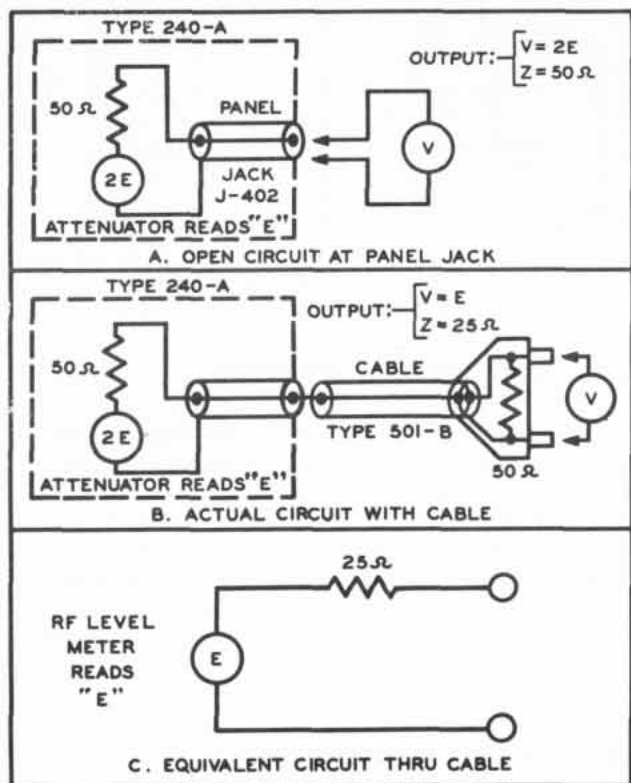 TYPE 240-A
OUTPUT: V = 2E
Z = 50 Ω
50 Ω
PANEL
2E
JACK
J-402
V
ATTENUATOR READS "E"
A. OPEN CIRCUIT AT PANEL JACK
TYPE 240-A
OUTPUT: V = E
Z = 25 Ω
50 Ω
CABLE
2E
TYPE 501-B
V
50 Ω
ATTENUATOR READS "E"
B. ACTUAL CIRCUIT WITH CABLE
25 Ω
RF LEVEL
METER
READS
"E"
E
C. EQUIVALENT CIRCUIT THRU CABLE